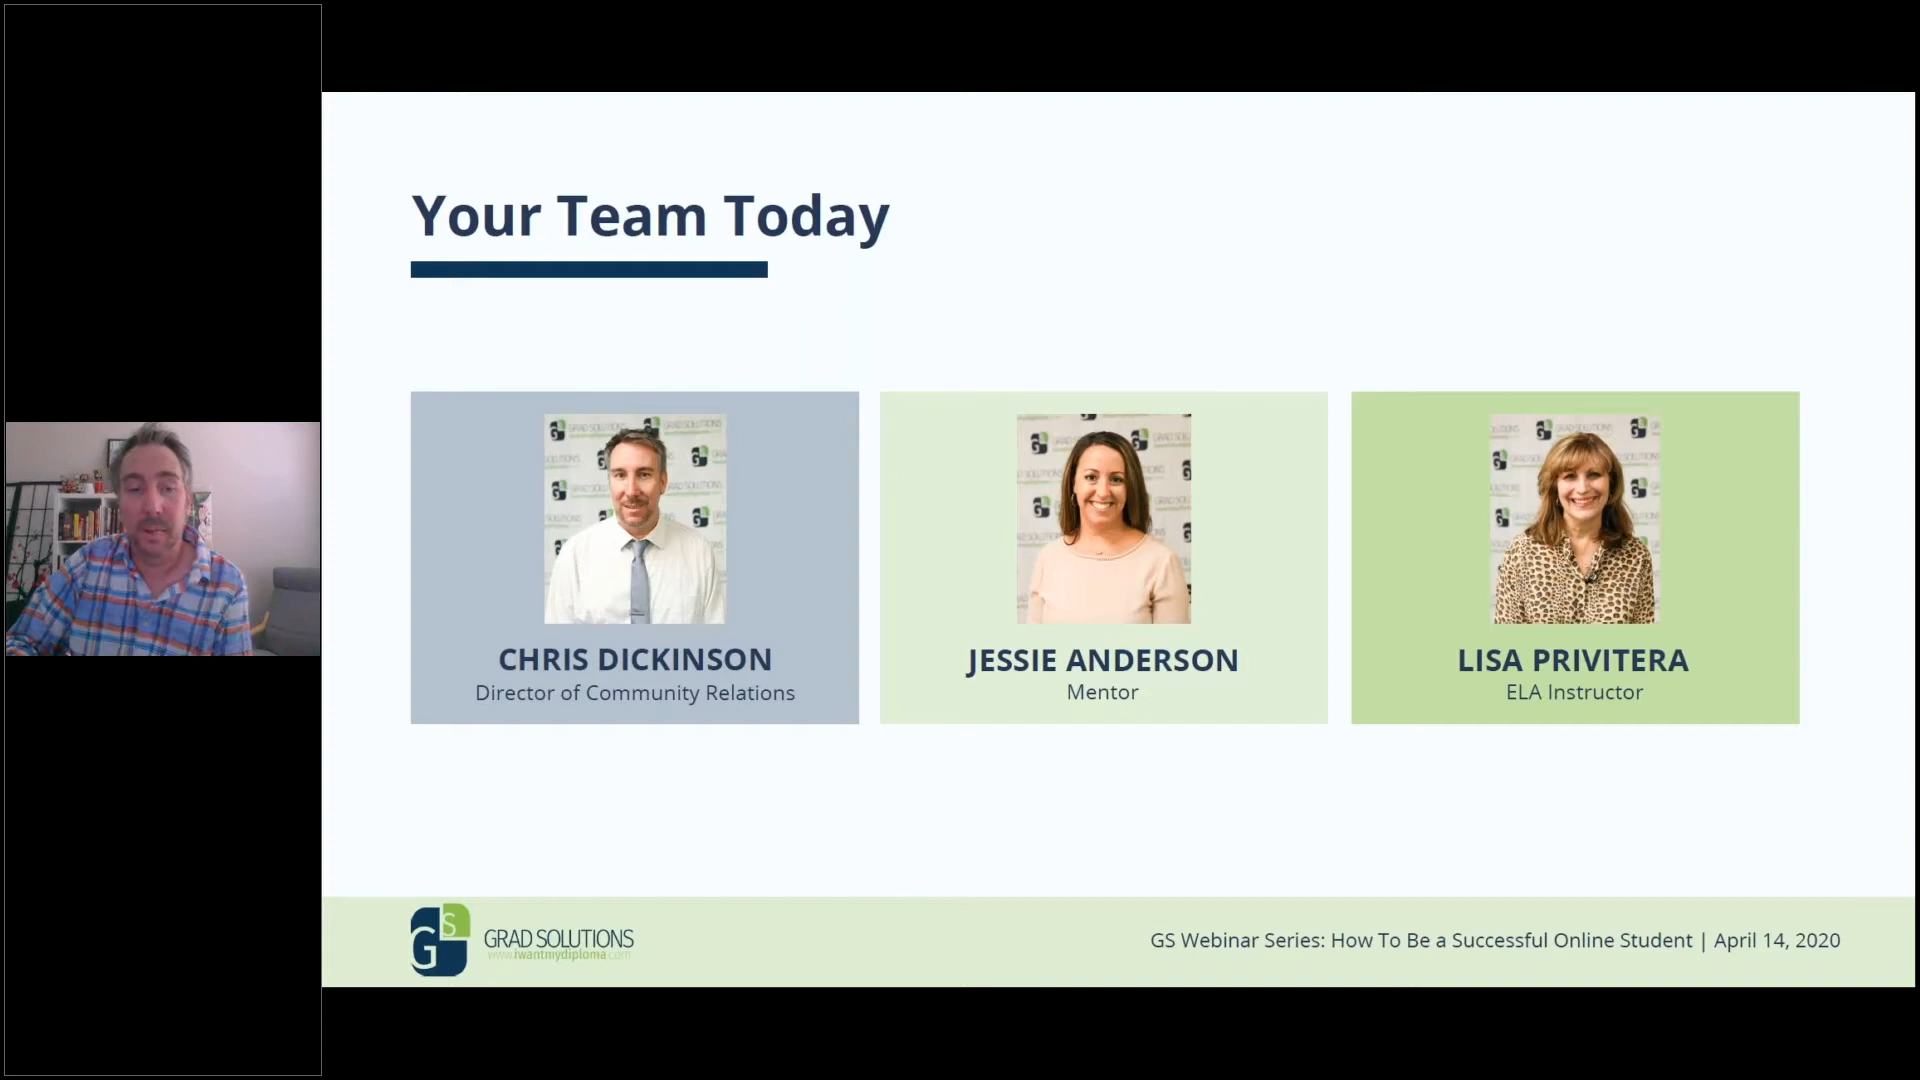 Your Team Today
CHRIS DICKINSON
Director of Community Relations
JESSIE ANDERSON
Mentor
LISA PRIVITERA
ELA Instructor
GS
GRAD SOLUTIONS
www.iwantmydiploma.com
GS Webinar Series: How To Be a Successful Online Student | April 14, 2020